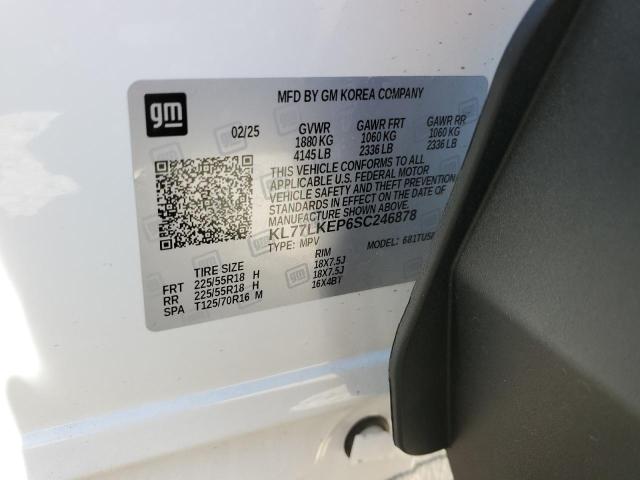 gm
MFD BY GM KOREA COMPANY
02/25 GVWR GAWR FRT GAWR RR
1880 KG 1060 KG 1060 KG
4145 LB 2336 LB 2336 LB
THIS VEHICLE CONFORMS TO ALL
APPLICABLE U.S. FEDERAL MOTOR
VEHICLE SAFETY AND THEFT PREVENTION
STANDARDS IN EFFECT ON THE DATE OF
MANUFACTURE SHOWN ABOVE.
KL77LKEP6SC246878
TYPE: MPV MODEL:
TIRE SIZE RIM
FRT 225/55R18 H 18X7.5J
RR 225/55R18 H 18X7.5J
SPA T125/70R16 M 16X4BT